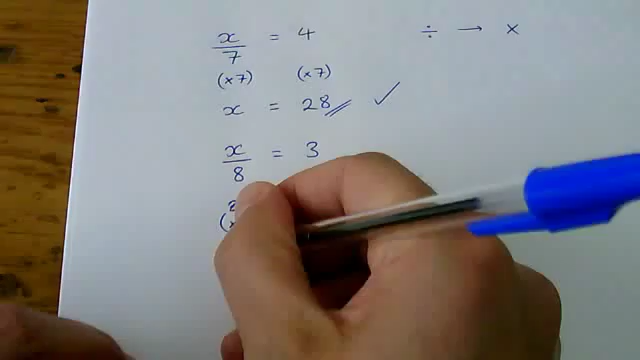 x/7 = 4 ÷ → ×
(×7) (×7)
x = 28 ✓
x/8 = 3
(×